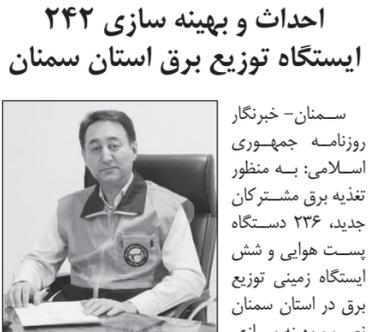 احداث و بهینه سازی ۲۴۲
ایستگاه توزیع برق استان سمنان
سمنان- خبرنگار
روزنامه جمهوری
اسلامی: به منظور
تغذیه برق مشترکان
جدید، ۲۳۶ دستگاه
پست هوایی و شش
ایستگاه زمینی توزیع
برق در استان سمنان